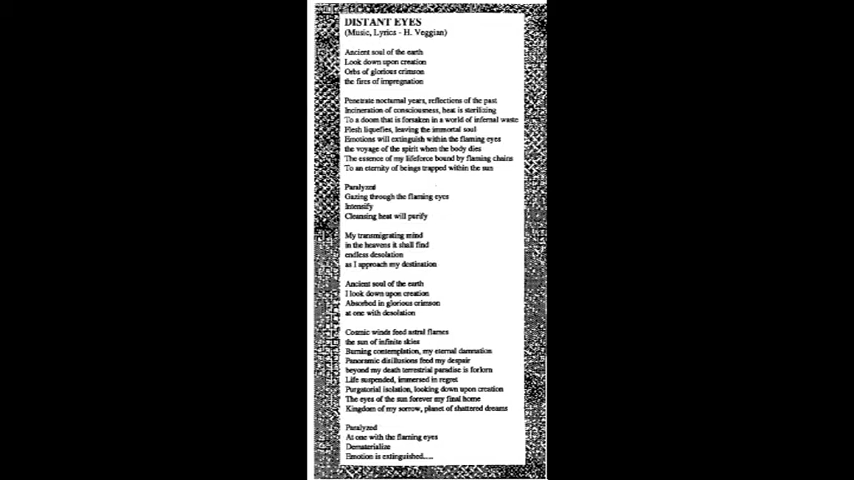 DISTANT EYES
(Music, Lyrics - H. Veggian)
Ancient soul of the earth
Look down upon creation
Orbs of glorious crimson
the fires of impregnation
Penetrate nocturnal years, reflections of the past
Incineration of consciousness, heat is sterilizing
To a doom that is forsaken in a world of infernal waste
Flesh liquefies, leaving the immortal soul
Emotions will extinguish within the flaming eyes
the voyage of the spirit when the body dies
The essence of my lifeforce bound by flaming chains
To an eternity of beings trapped within the sun
Paralyzed
Gazing through the flaming eyes
Intensify
Cleansing heat will purify
My transmigrating mind
in the heavens it shall find
endless desolation
as I approach my destination
Ancient soul of the earth
I look down upon creation
Absorbed in glorious crimson
at one with desolation
Cosmic winds feed astral flames
the sun of infinite skies
Burning contemplation, my eternal damnation
Panoramic disillusions feed my despair
beyond my death terrestrial paradise is forlorn
Life suspended, immersed in regret
Purgatorial isolation, looking down upon creation
The eyes of the sun forever my final home
Kingdom of my sorrow, planet of shattered dreams
Paralyzed
At one with the flaming eyes
Dematerialize
Emotion is extinguished.....